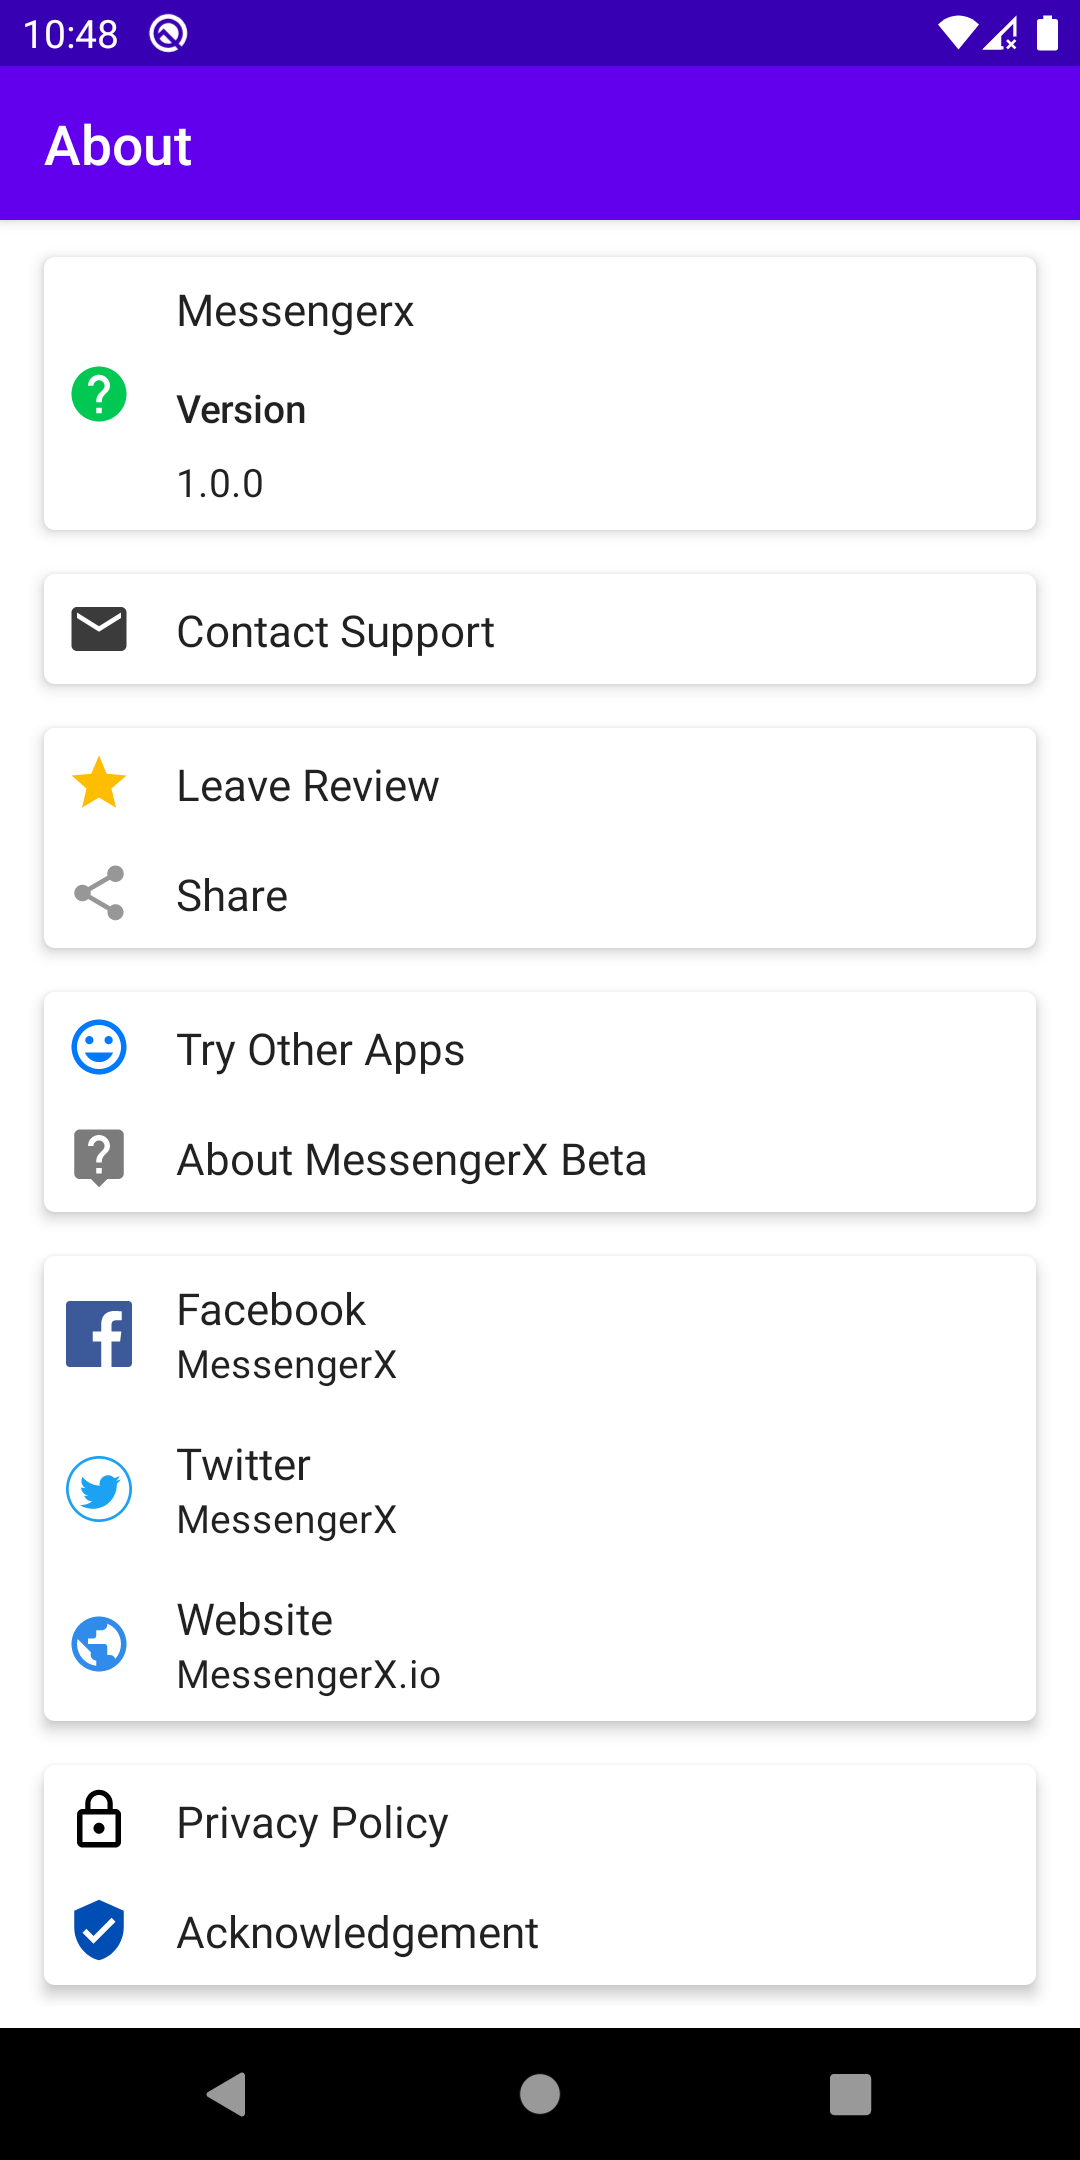 10:48
About
Messengerx
Version
1.0.0
Contact Support
Leave Review
Share
Try Other Apps
About MessengerX Beta
Facebook
MessengerX
Twitter
MessengerX
Website
MessengerX.io
Privacy Policy
Acknowledgement